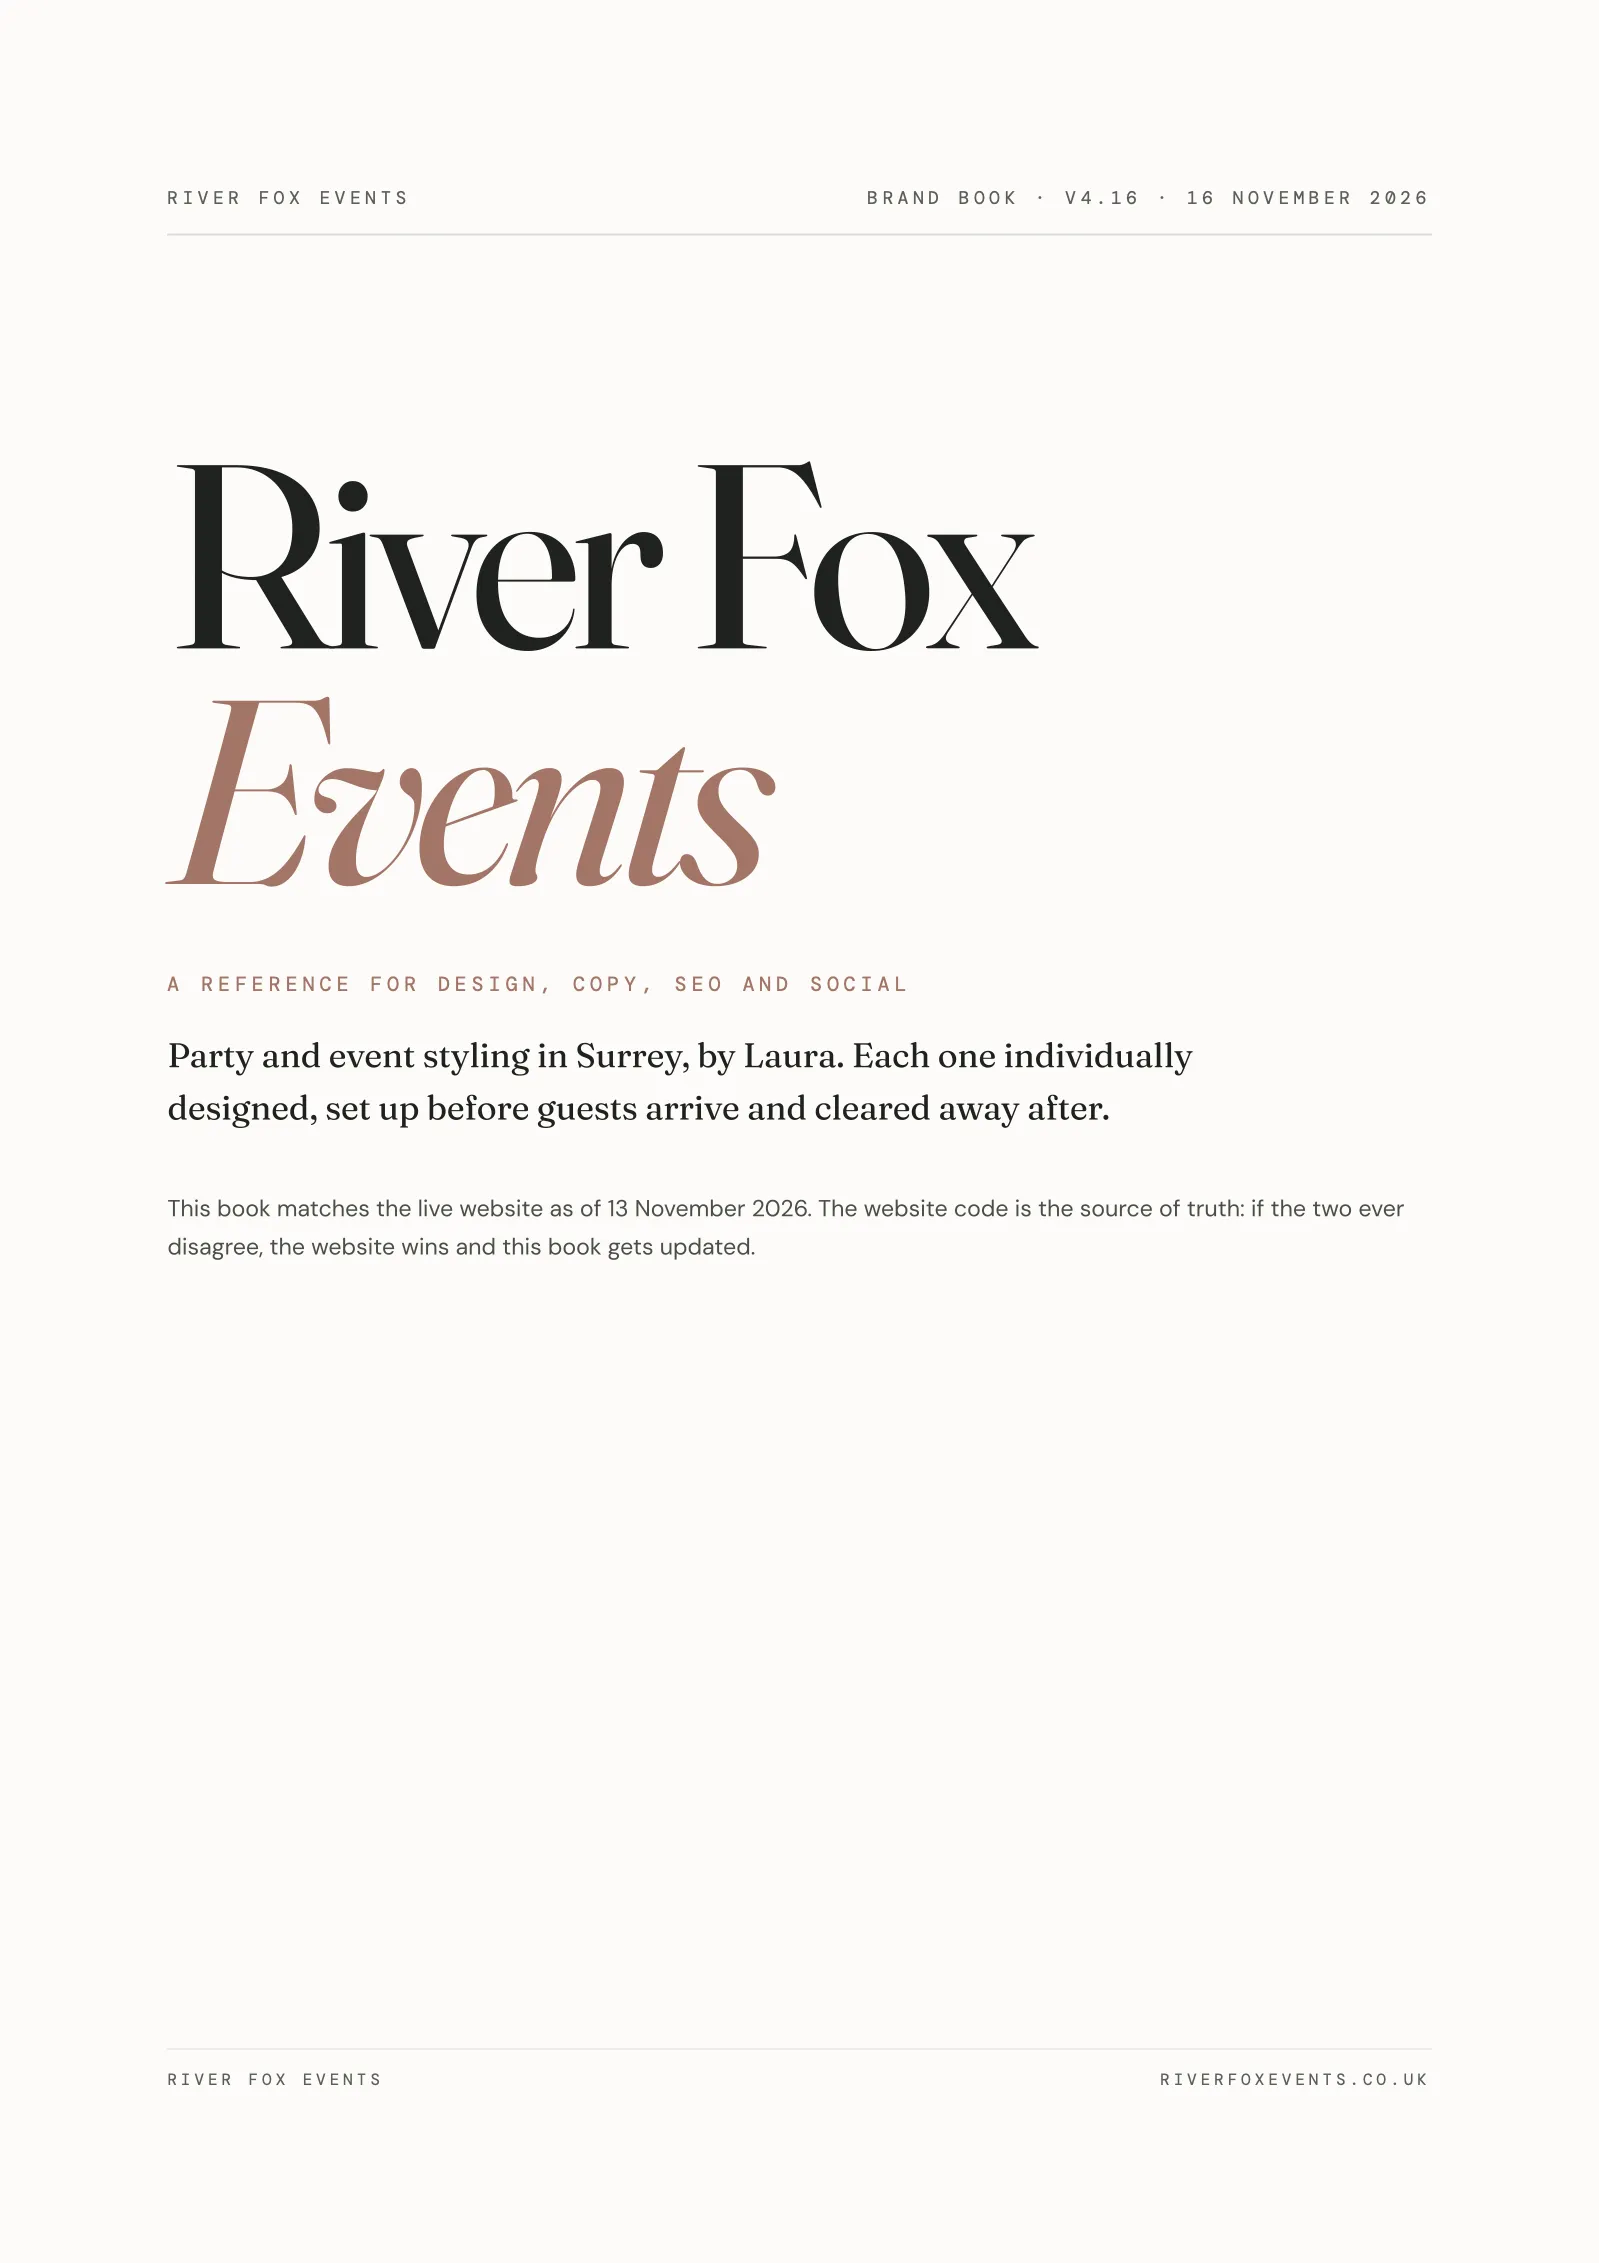 RIVER FOX EVENTS
BRAND BOOK · V4.16 · 16 NOVEMBER 2026
River Fox
Events
A REFERENCE FOR DESIGN, COPY, SEO AND SOCIAL
Party and event styling in Surrey, by Laura. Each one individually
designed, set up before guests arrive and cleared away after.
This book matches the live website as of 13 November 2026. The website code is the source of truth: if the two ever
disagree, the website wins and this book gets updated.
RIVER FOX EVENTS
RIVERFOXEVENTS.CO.UK